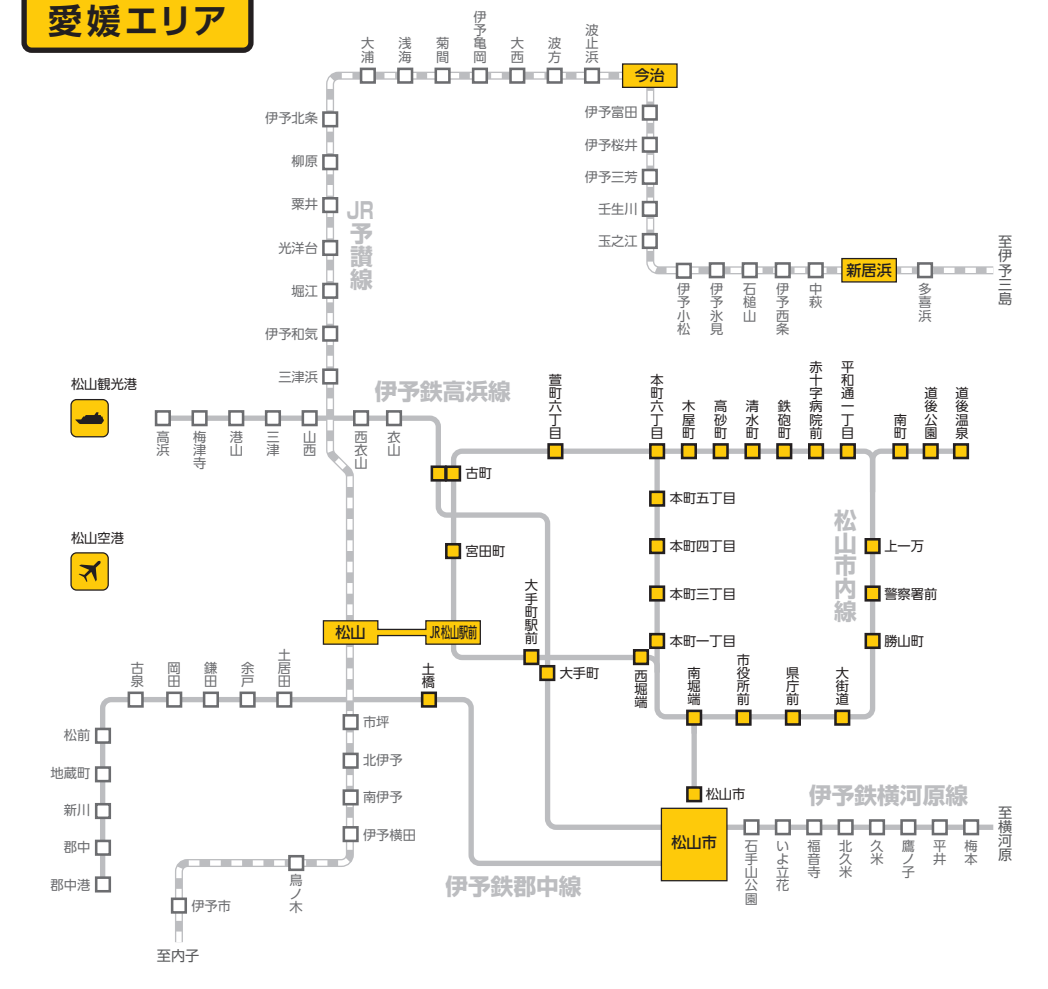 愛媛エリア
大浦
浅海
菊間
伊予亀岡
大西
波方
波止浜
今治
伊予富田
伊予桜井
伊予三芳
壬生川
玉之江
伊予小松
伊予氷見
石槌山
伊予西条
中萩
新居浜
多喜浜
至伊予三島
伊予北条
柳原
粟井
光洋台
堀江
伊予和気
三津浜
JR予讃線
松山観光港
伊予鉄高浜線
高浜
梅津寺
港山
三津
山西
西衣山
衣山
古町
萱町六丁目
本町六丁目
木屋町
高砂町
清水町
鉄砲町
赤十字病院前
平和通一丁目
南町
道後公園
道後温泉
本町五丁目
本町四丁目
本町三丁目
本町一丁目
松山市内線
上一万
警察署前
勝山町
松山空港
宮田町
松山
JR松山駅前
大手町駅前
大手町
西堀端
南堀端
市役所前
県庁前
大街道
古泉
岡田
鎌田
余戸
土居田
土橋
松前
地蔵町
新川
郡中
郡中港
市坪
北伊予
南伊予
伊予横田
鳥ノ木
伊予市
至内子
伊予鉄郡中線
松山市
松山市
伊予鉄横河原線
石手山公園
いよ立花
福音寺
北久米
久米
鷹ノ子
平井
梅本
至横河原